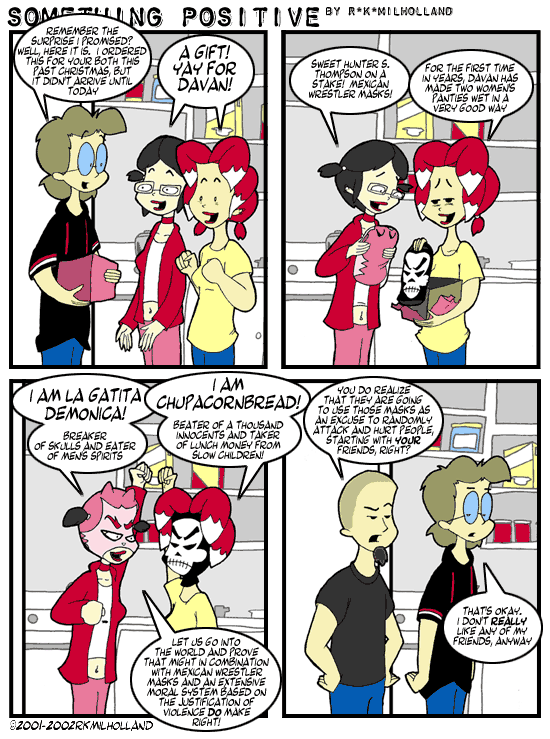 SOMETHING POSITIVE BY R*K*MILHOLLAND
REMEMBER THE
SURPRISE I PROMISED?
WELL, HERE IT IS. I ORDERED
THIS FOR YOUR BOTH THIS
PAST CHRISTMAS, BUT
IT DIDN'T ARRIVE UNTIL
TODAY
A GIFT!
YAY FOR
DAVAN!
SWEET HUNTER S.
THOMPSON ON A
STAKE! MEXICAN
WRESTLER MASKS!
FOR THE FIRST TIME
IN YEARS, DAVAN HAS
MADE TWO WOMEN'S
PANTIES WET IN A
VERY GOOD WAY
I AM LA GATITA
DEMONICA!
BREAKER
OF SKULLS AND EATER
OF MENS SPIRITS
I AM
CHUPACORNBREAD!
BEATER OF A THOUSAND
INNOCENTS AND TAKER
OF LUNCH MONEY FROM
SLOW CHILDREN!
LET US GO INTO
THE WORLD AND PROVE
THAT MIGHT IN COMBINATION
WITH MEXICAN WRESTLER
MASKS AND AN EXTENSIVE
MORAL SYSTEM BASED ON
THE JUSTIFICATION OF
VIOLENCE DO MAKE
RIGHT!
YOU DO REALIZE
THAT THEY ARE GOING
TO USE THOSE MASKS AS
AN EXCUSE TO RANDOMLY
ATTACK AND HURT PEOPLE,
STARTING WITH YOUR
FRIENDS, RIGHT?
THAT'S OKAY.
I DON'T REALLY
LIKE ANY OF MY
FRIENDS, ANYWAY
©2001-2002RKMILHOLLAND